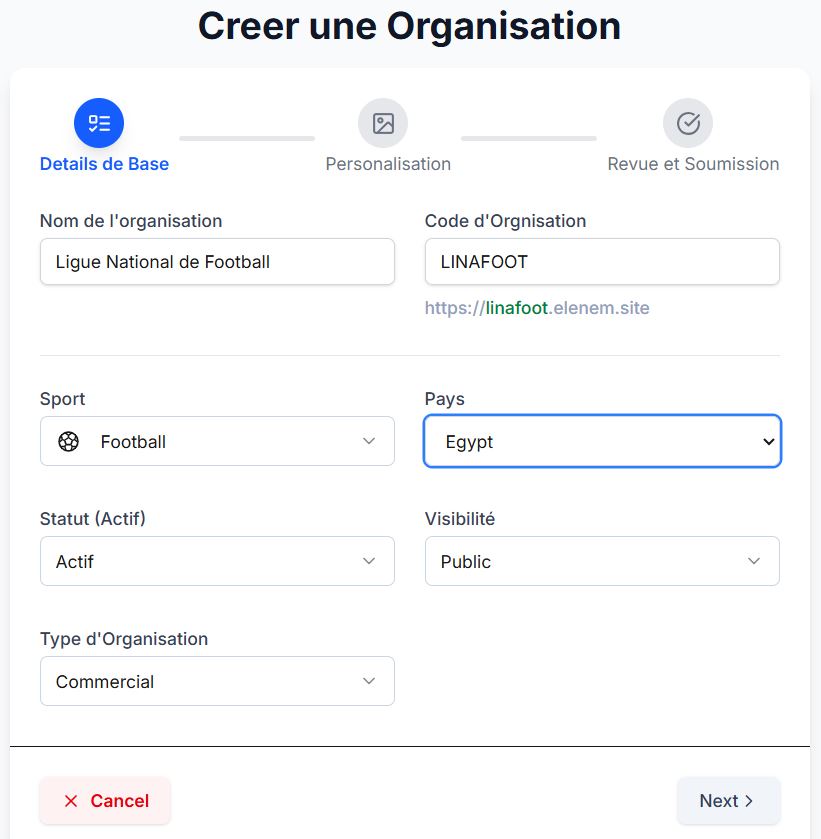 Creer une Organisation
Details de Base
Personalisation
Revue et Soumission
Nom de l'organisation
Code d'Orgnisation
Ligue National de Football
LINAFOOT
https://linafoot.elenem.site
Sport
Pays
Football
Egypt
Statut (Actif)
Visibilité
Actif
Public
Type d'Organisation
Commercial
Cancel
Next